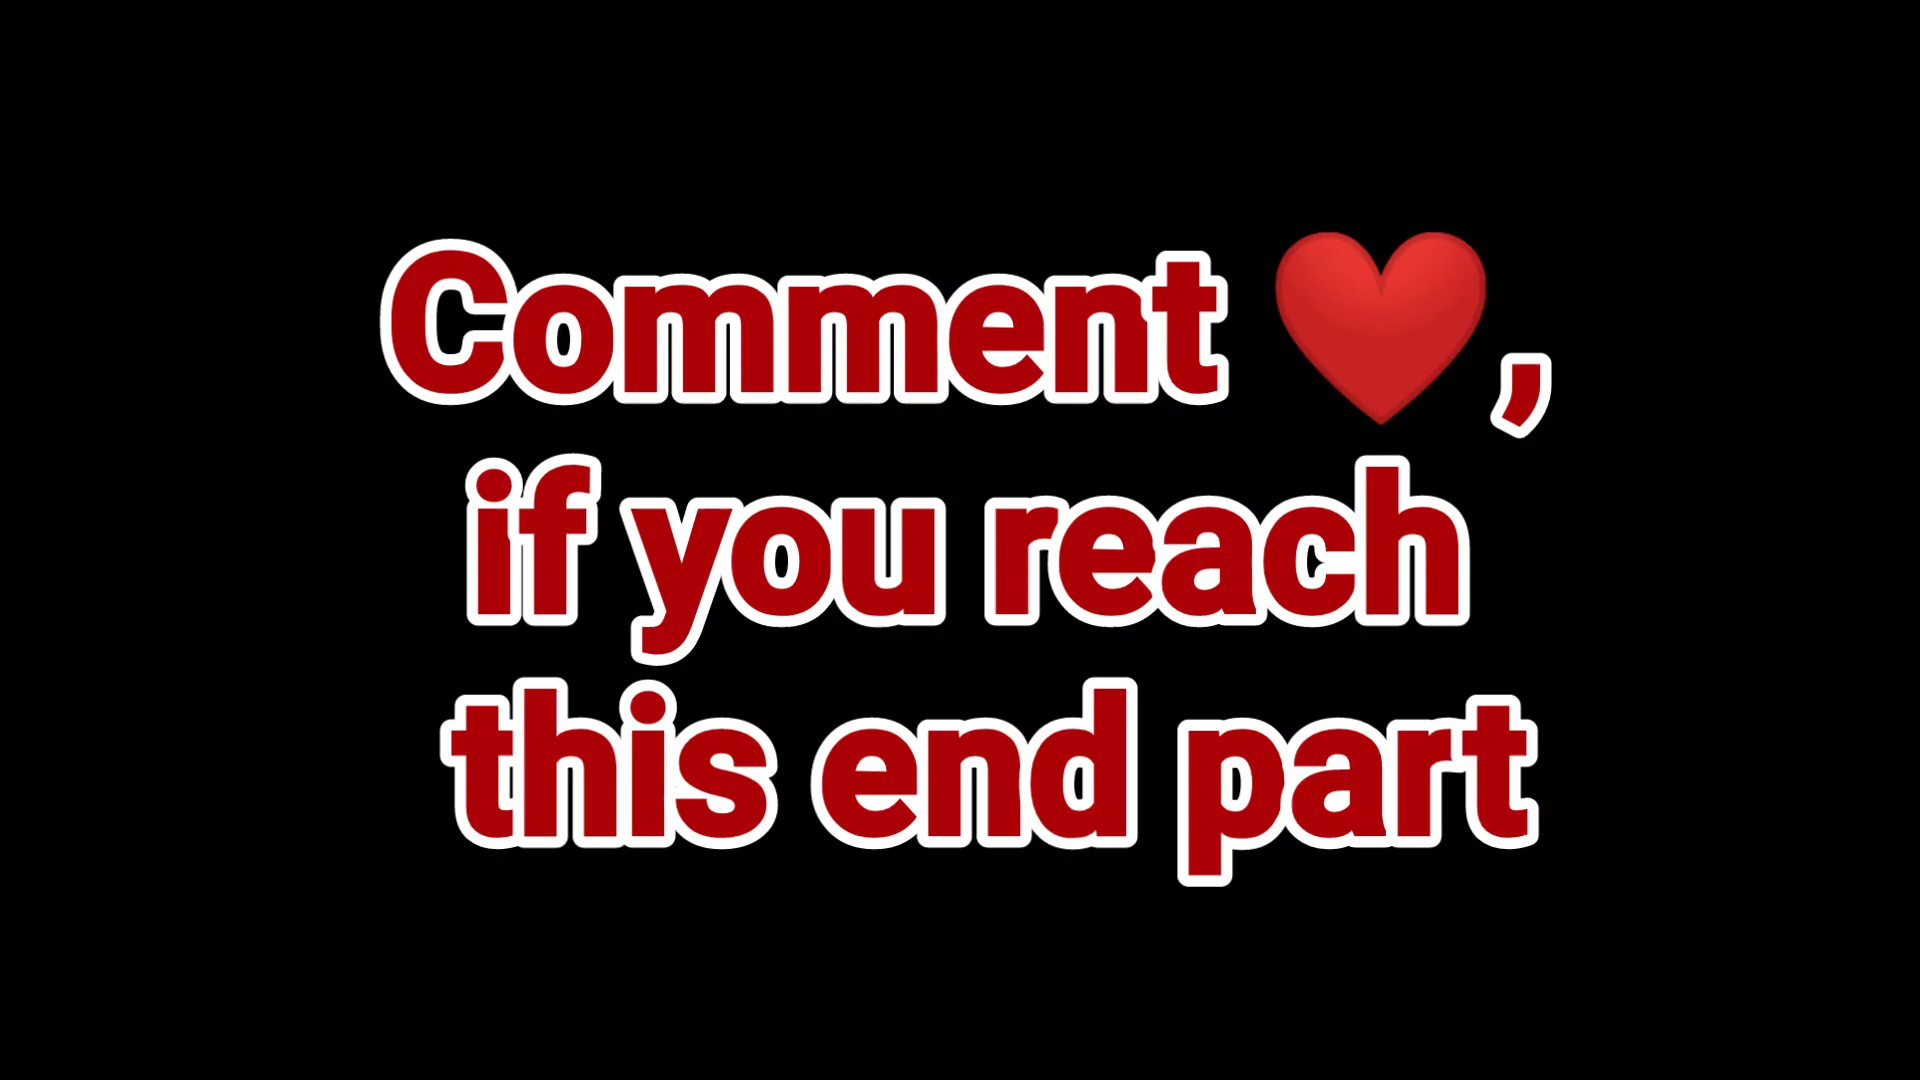 Comment ❤️,
if you reach
this end part